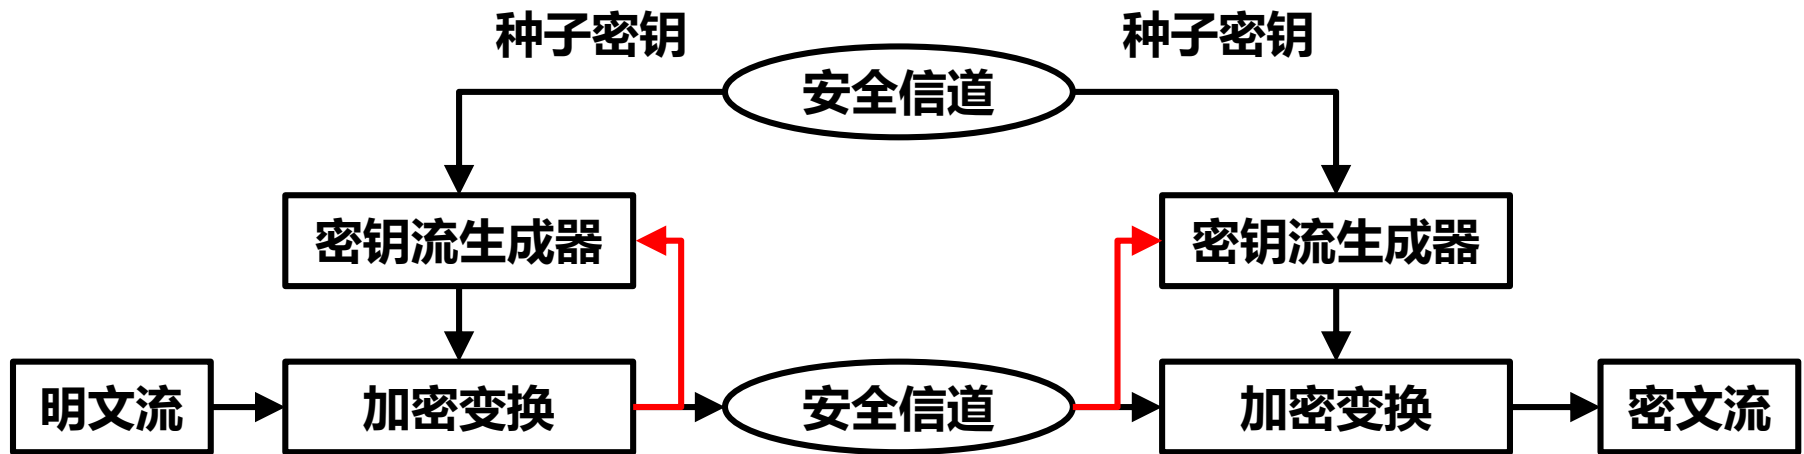 种子密钥
种子密钥
安全信道
密钥流生成器
密钥流生成器
明文流
加密变换
安全信道
加密变换
密文流